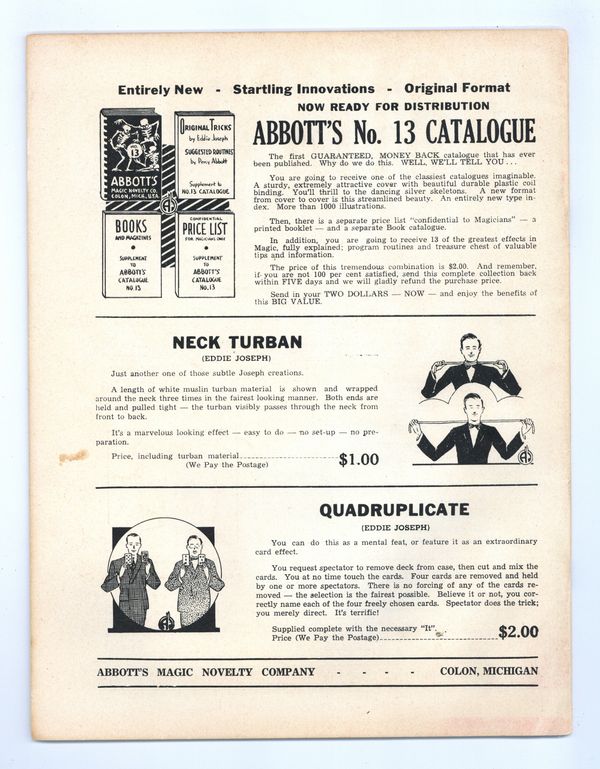 Entirely New - Startling Innovations - Original Format
NOW READY FOR DISTRIBUTION
ABBOTT'S No. 13 CATALOGUE
13
ABBOTT'S
MAGIC NOVELTY CO.
COLON, MICH., U.S.A.
ORIGINAL TRICKS
by Eddie Joseph
SUGGESTED ROUTINES
by Percy Abbott
Supplement to
NO. 13 CATALOGUE
BOOKS
AND MAGAZINES
SUPPLEMENT
TO
ABBOTT'S
CATALOGUE
NO. 13
CONFIDENTIAL
PRICE LIST
FOR MAGICIANS ONLY
SUPPLEMENT
TO
ABBOTT'S
CATALOGUE
NO. 13
The first GUARANTEED, MONEY BACK catalogue that has ever
been published. Why do we do this. WELL, WE'LL TELL YOU . . .
You are going to receive one of the classiest catalogues imaginable.
A sturdy, extremely attractive cover with beautiful durable plastic coil
binding. You'll thrill to the dancing silver skeletons. A new format
from cover to cover is this streamlined beauty. An entirely new type in-
dex. More than 1000 illustrations.
Then, there is a separate price list "confidential to Magicians" — a
printed booklet — and a separate Book catalogue.
In addition, you are going to receive 13 of the greatest effects in
Magic, fully explained; program routines and treasure chest of valuable
tips and information.
The price of this tremendous combination is $2.00. And remember,
if you are not 100 per cent satisfied, send this complete collection back
within FIVE days and we will gladly refund the purchase price.
Send in your TWO DOLLARS — NOW — and enjoy the benefits of
this BIG VALUE.
NECK TURBAN
(EDDIE JOSEPH)
Just another one of those subtle Joseph creations.
A length of white muslin turban material is shown and wrapped
around the neck three times in the fairest looking manner. Both ends are
held and pulled tight — the turban visibly passes through the neck from
front to back.
It's a marvelous looking effect — easy to do — no set-up — no pre-
paration.
Price, including turban material $1.00
(We Pay the Postage)
QUADRUPLICATE
(EDDIE JOSEPH)
You can do this as a mental feat, or feature it as an extraordinary
card effect.
You request spectator to remove deck from case, then cut and mix the
cards. You at no time touch the cards. Four cards are removed and held
by one or more spectators. There is no forcing of any of the cards re-
moved — the selection is the fairest possible. Believe it or not, you cor-
rectly name each of the four freely chosen cards. Spectator does the trick;
you merely direct. It's terrific!
Supplied complete with the necessary "It".
Price (We Pay the Postage) $2.00
ABBOTT'S MAGIC NOVELTY COMPANY - - - - COLON, MICHIGAN